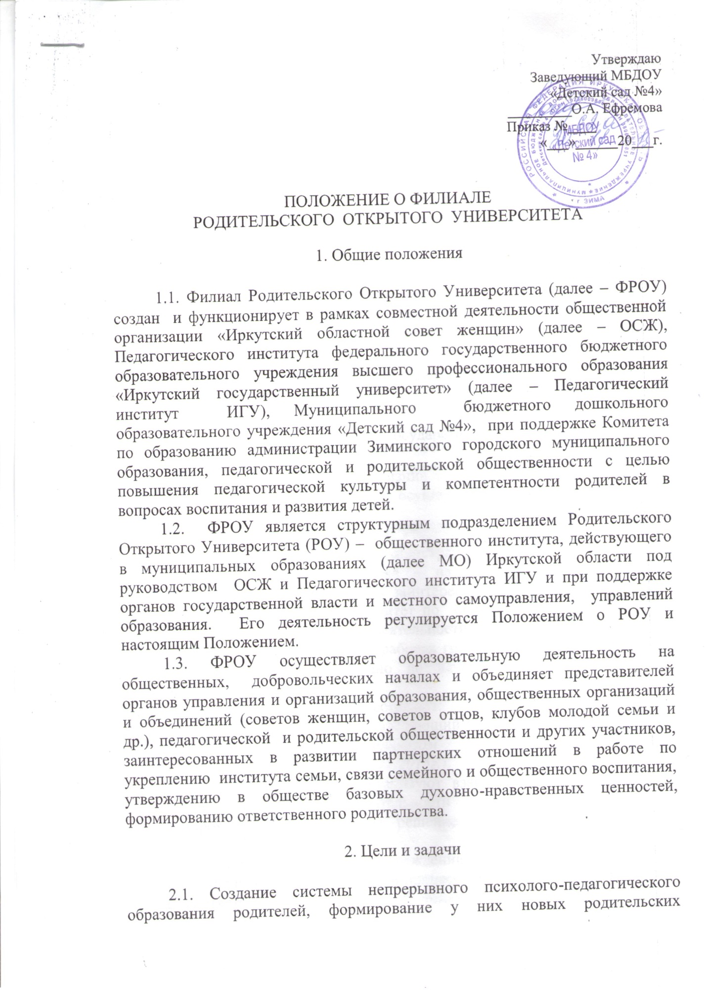 Утверждаю
Заведующий МБДОУ
«Детский сад №4»
__________О.А. Ефремова
Приказ №____
«___»______20___г.
МБДОУ
«Детский сад
№ 4»
г ЗИМА
ПОЛОЖЕНИЕ О ФИЛИАЛЕ
РОДИТЕЛЬСКОГО ОТКРЫТОГО УНИВЕРСИТЕТА
1. Общие положения
1.1. Филиал Родительского Открытого Университета (далее – ФРОУ)
создан и функционирует в рамках совместной деятельности общественной
организации «Иркутский областной совет женщин» (далее – ОСЖ),
Педагогического института федерального государственного бюджетного
образовательного учреждения высшего профессионального образования
«Иркутский государственный университет» (далее – Педагогический
институт ИГУ), Муниципального бюджетного дошкольного
образовательного учреждения «Детский сад №4», при поддержке Комитета
по образованию администрации Зиминского городского муниципального
образования, педагогической и родительской общественности с целью
повышения педагогической культуры и компетентности родителей в
вопросах воспитания и развития детей.
1.2. ФРОУ является структурным подразделением Родительского
Открытого Университета (РОУ) – общественного института, действующего
в муниципальных образованиях (далее МО) Иркутской области под
руководством ОСЖ и Педагогического института ИГУ и при поддержке
органов государственной власти и местного самоуправления, управлений
образования. Его деятельность регулируется Положением о РОУ и
настоящим Положением.
1.3. ФРОУ осуществляет образовательную деятельность на
общественных, добровольческих началах и объединяет представителей
органов управления и организаций образования, общественных организаций
и объединений (советов женщин, советов отцов, клубов молодой семьи и
др.), педагогической и родительской общественности и других участников,
заинтересованных в развитии партнерских отношений в работе по
укреплению института семьи, связи семейного и общественного воспитания,
утверждению в обществе базовых духовно-нравственных ценностей,
формированию ответственного родительства.
2. Цели и задачи
2.1. Создание системы непрерывного психолого-педагогического
образования родителей, формирование у них новых родительских